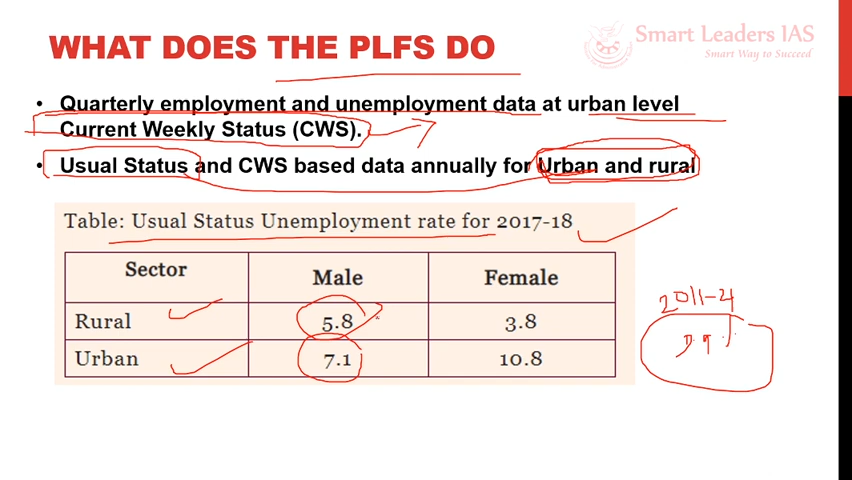 WHAT DOES THE PLFS DO
Smart Leaders IAS
Smart Way to Succeed
• Quarterly employment and unemployment data at urban level
Current Weekly Status (CWS).
• Usual Status and CWS based data annually for Urban and rural
Table: Usual Status Unemployment rate for 2017-18
Sector Male Female
Rural 5.8 3.8
Urban 7.1 10.8